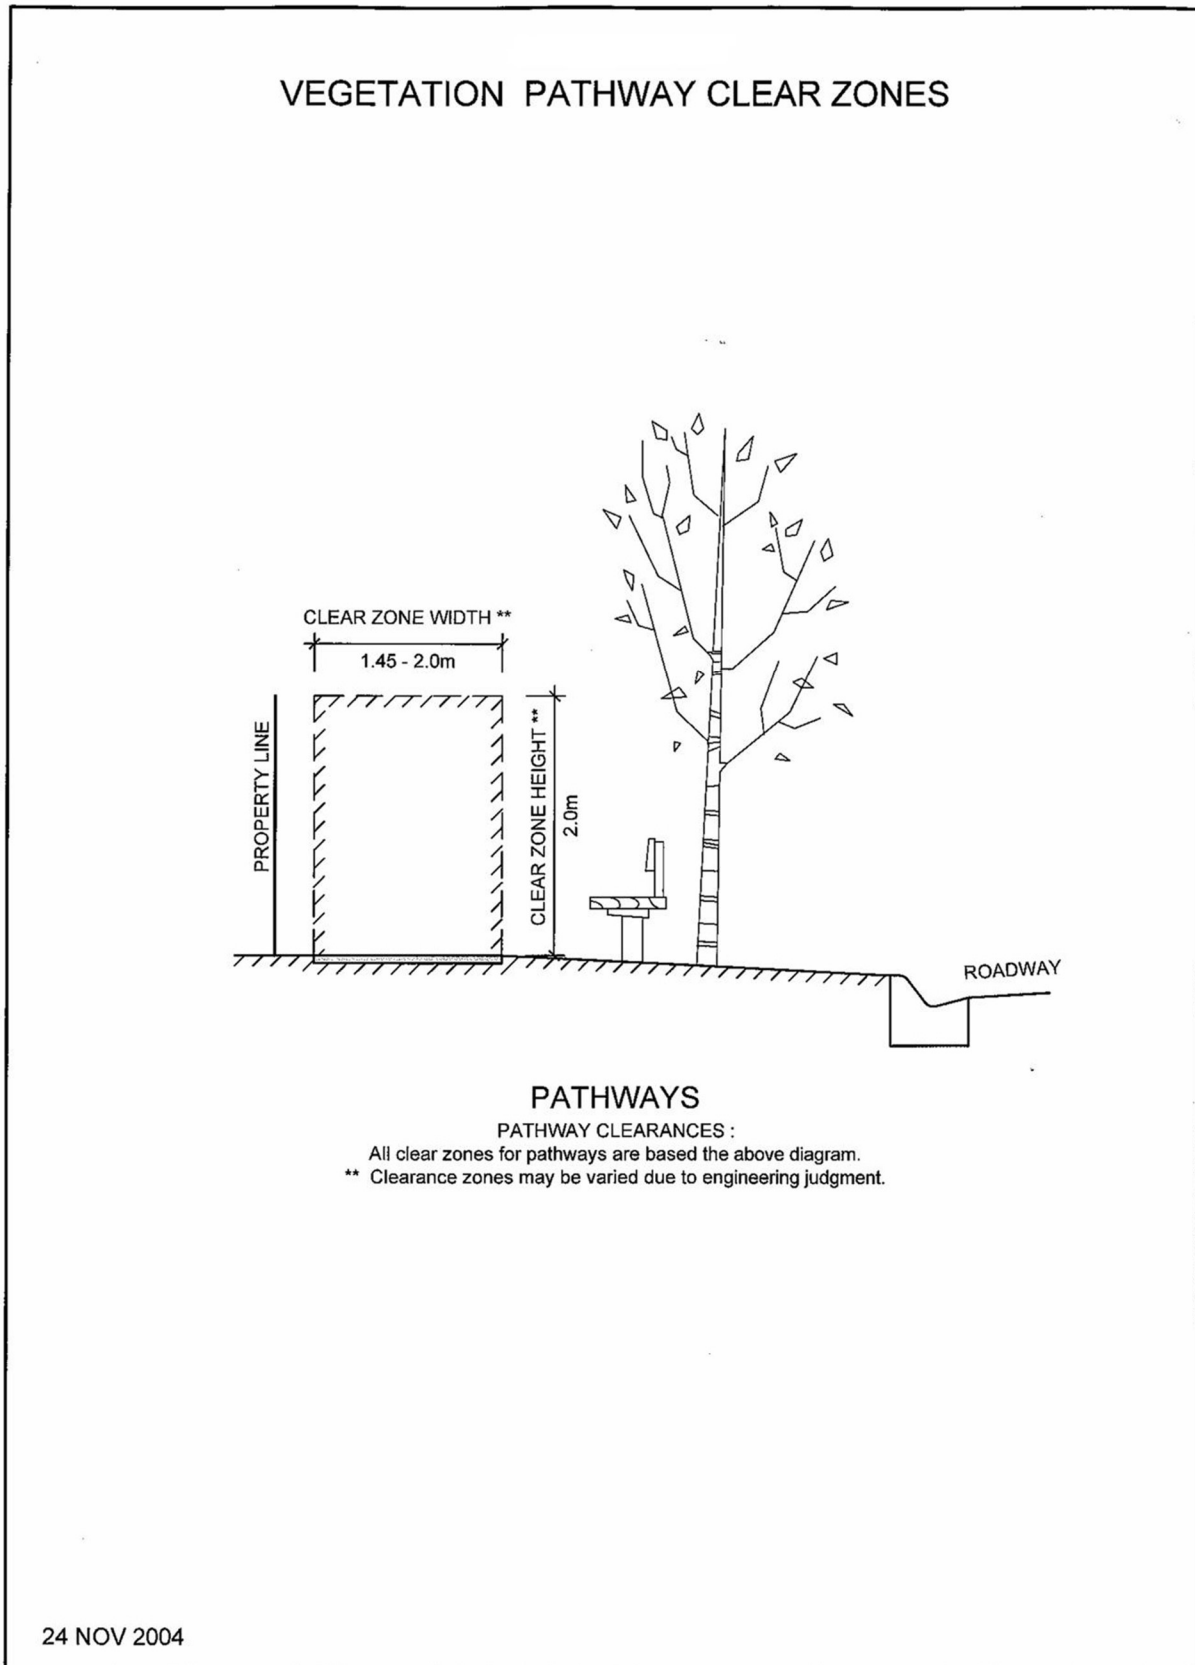 VEGETATION PATHWAY CLEAR ZONES
CLEAR ZONE WIDTH **
1.45 - 2.0m
PROPERTY LINE
CLEAR ZONE HEIGHT **
2.0m
ROADWAY
PATHWAYS
PATHWAY CLEARANCES :
All clear zones for pathways are based the above diagram.
** Clearance zones may be varied due to engineering judgment.
24 NOV 2004